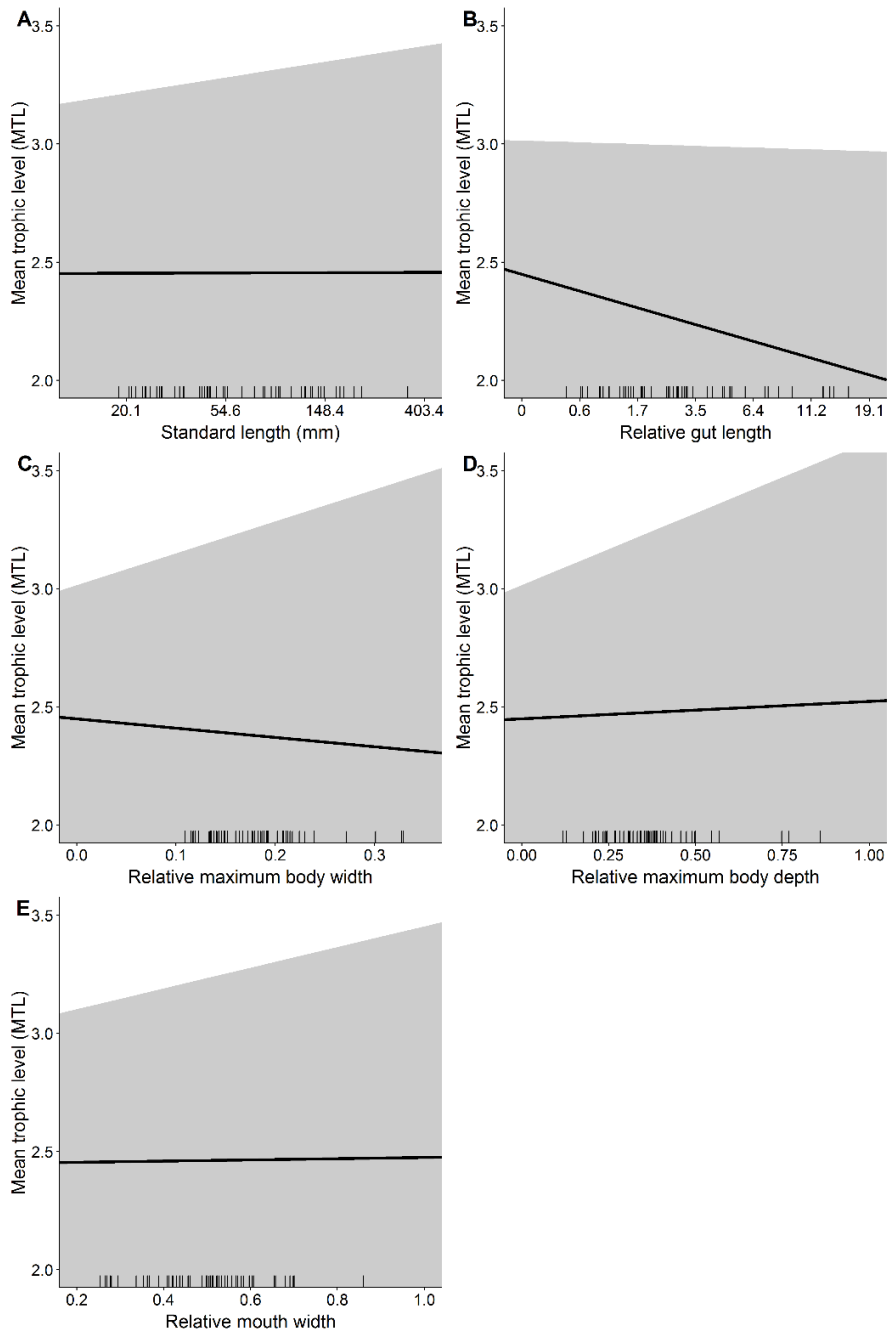 A
Mean trophic level (MTL)
3.5
3.0
2.5
2.0
20.1 54.6 148.4 403.4
Standard length (mm)
B
Mean trophic level (MTL)
3.5
3.0
2.5
2.0
0 0.6 1.7 3.5 6.4 11.2 19.1
Relative gut length
C
Mean trophic level (MTL)
3.5
3.0
2.5
2.0
0.0 0.1 0.2 0.3
Relative maximum body width
D
Mean trophic level (MTL)
3.5
3.0
2.5
2.0
0.00 0.25 0.50 0.75 1.00
Relative maximum body depth
E
Mean trophic level (MTL)
3.5
3.0
2.5
2.0
0.2 0.4 0.6 0.8 1.0
Relative mouth width